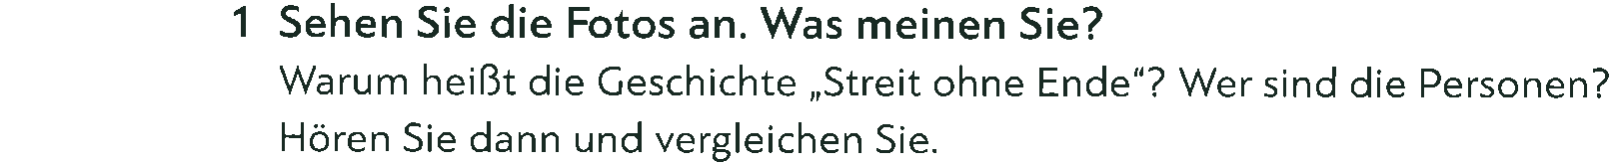 1 Sehen Sie die Fotos an. Was meinen Sie?
Warum heißt die Geschichte „Streit ohne Ende“? Wer sind die Personen?
Hören Sie dann und vergleichen Sie.